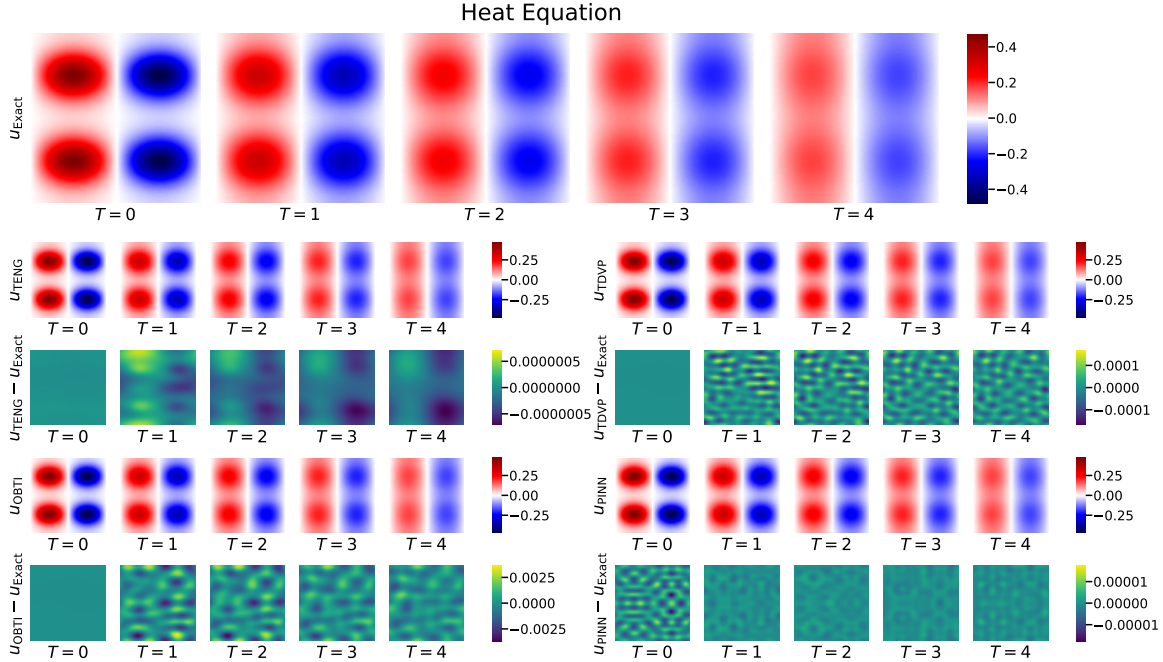 Heat Equation
u_Exact
0.4
0.2
−0.0
−0.2
−0.4
T = 0
T = 1
T = 2
T = 3
T = 4
u_TENG
0.25
0.00
−0.25
T = 0
T = 1
T = 2
T = 3
T = 4
u_TDVP
0.25
0.00
−0.25
T = 0
T = 1
T = 2
T = 3
T = 4
u_TENG − u_Exact
0.0000005
0.0000000
−0.0000005
T = 0
T = 1
T = 2
T = 3
T = 4
u_TDVP − u_Exact
0.0001
0.0000
−0.0001
T = 0
T = 1
T = 2
T = 3
T = 4
u_OBTI
0.25
0.00
−0.25
T = 0
T = 1
T = 2
T = 3
T = 4
u_PINN
0.25
0.00
−0.25
T = 0
T = 1
T = 2
T = 3
T = 4
u_OBTI − u_Exact
0.0025
0.0000
−0.0025
T = 0
T = 1
T = 2
T = 3
T = 4
u_PINN − u_Exact
0.00001
0.00000
−0.00001
T = 0
T = 1
T = 2
T = 3
T = 4